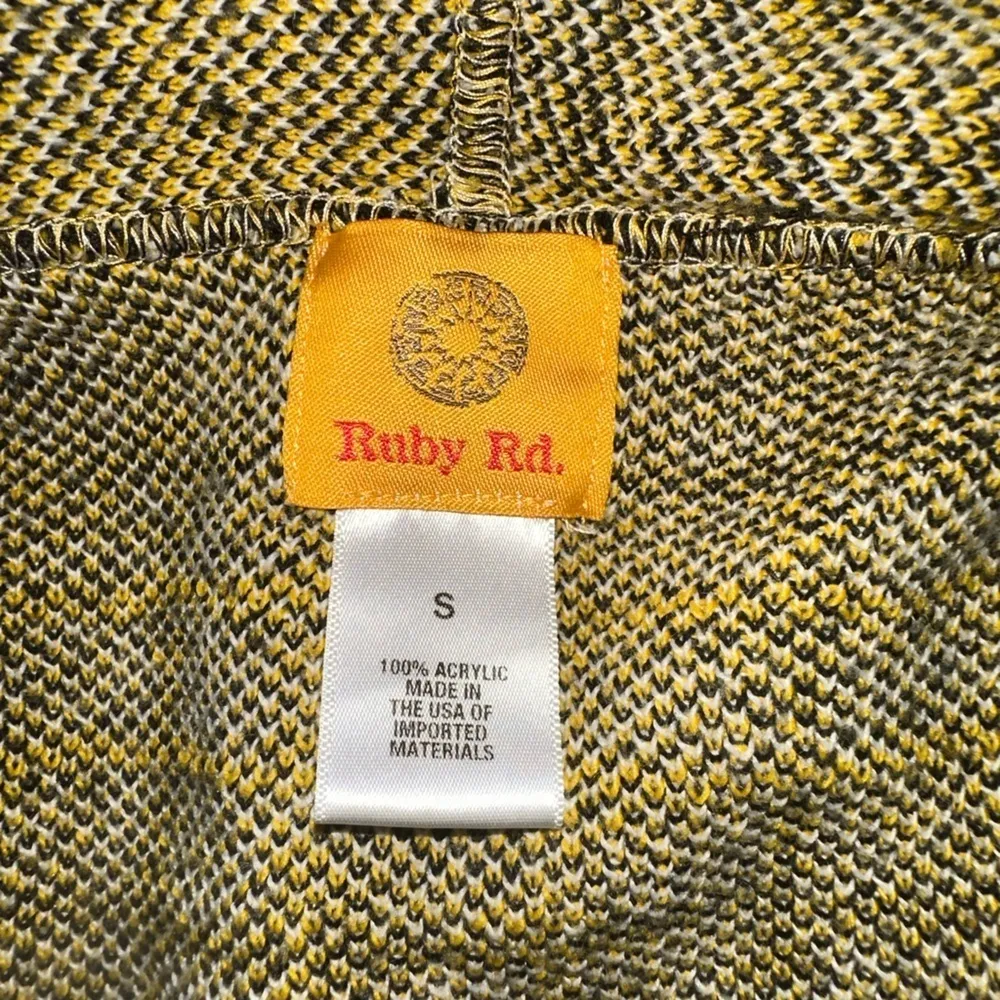 Ruby Rd.
S
100% ACRYLIC
MADE IN
THE USA OF
IMPORTED
MATERIALS